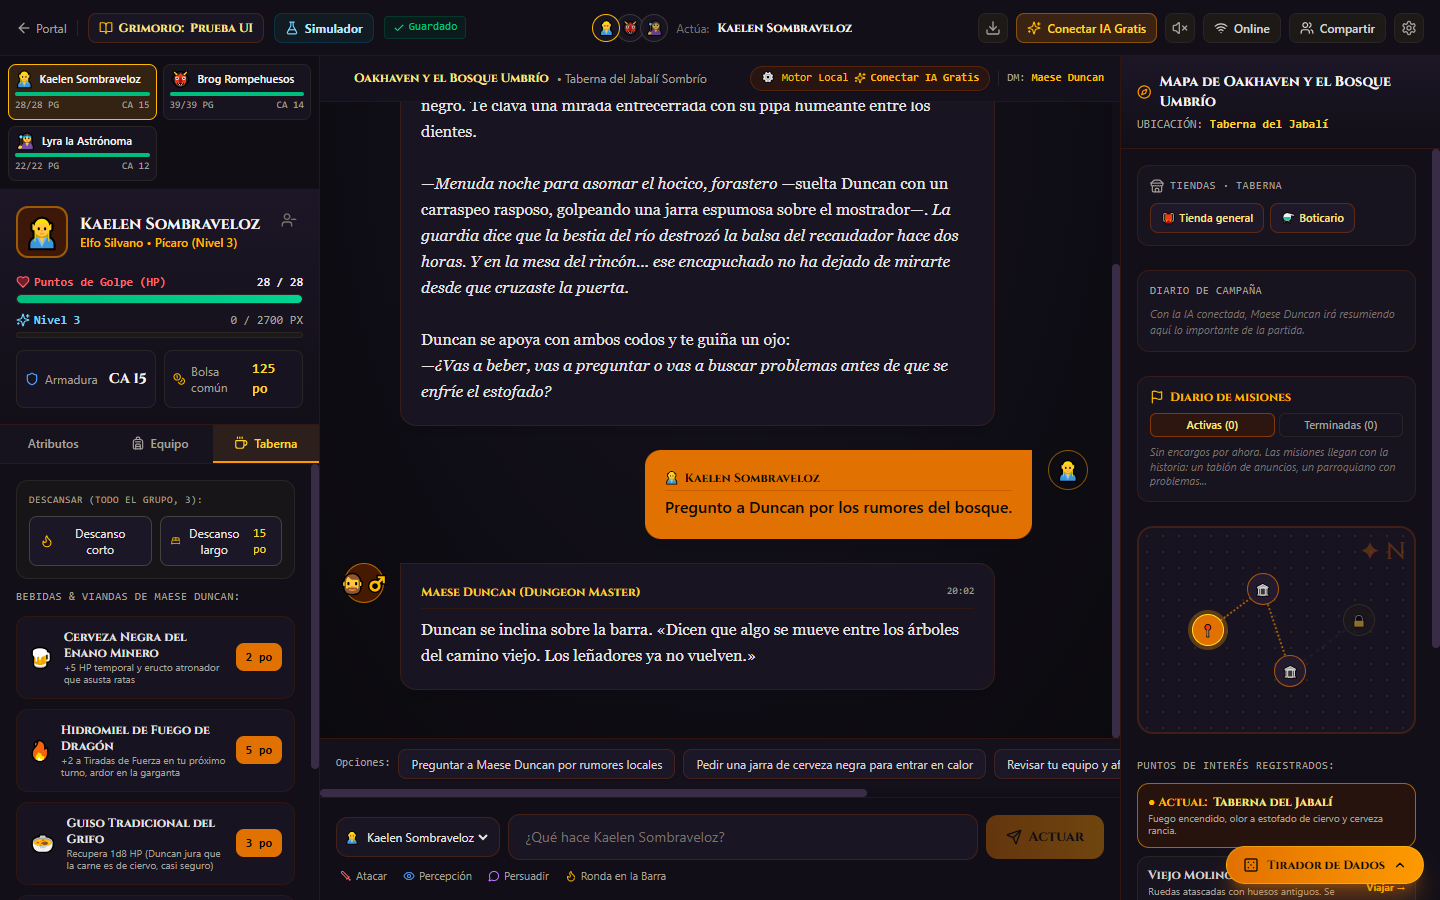 Portal
Grimorio: Prueba UI
Simulador
Guardado
Actúa: Kaelen Sombraveloz
Conectar IA Gratis
Online
Compartir
Kaelen Sombraveloz
28/28 PG CA 15
Brog Rompehuesos
39/39 PG CA 14
Lyra la Astrónoma
22/22 PG CA 12
Kaelen Sombraveloz
Elfo Silvano • Pícaro (Nivel 3)
Puntos de Golpe (HP) 28 / 28
Nivel 3 0 / 2700 PX
Armadura CA 15
Bolsa común 125 po
Atributos
Equipo
Taberna
DESCANSAR (TODO EL GRUPO, 3):
Descanso corto
Descanso largo 15 po
BEBIDAS & VIANDAS DE MAESE DUNCAN:
Cerveza Negra del
Enano Minero
+5 HP temporal y eructo atronador
que asusta ratas
2 po
Hidromiel de Fuego de
Dragón
+2 a Tiradas de Fuerza en tu próximo
turno, ardor en la garganta
5 po
Guiso Tradicional del
Grifo
Recupera 1d8 HP (Duncan jura que
la carne es de ciervo, casi seguro)
3 po
Oakhaven y el Bosque Umbrío • Taberna del Jabalí Sombrío
Motor Local Conectar IA Gratis
DM: Maese Duncan
negro. Te clava una mirada entrecerrada con su pipa humeante entre los
dientes.
—Menuda noche para asomar el hocico, forastero —suelta Duncan con un
carraspeo rasposo, golpeando una jarra espumosa sobre el mostrador—. La
guardia dice que la bestia del río destrozó la balsa del recaudador hace dos
horas. Y en la mesa del rincón... ese encapuchado no ha dejado de mirarte
desde que cruzaste la puerta.
Duncan se apoya con ambos codos y te guiña un ojo:
—¿Vas a beber, vas a preguntar o vas a buscar problemas antes de que se
enfríe el estofado?
Kaelen Sombraveloz
Pregunto a Duncan por los rumores del bosque.
Maese Duncan (Dungeon Master) 20:02
Duncan se inclina sobre la barra. «Dicen que algo se mueve entre los árboles
del camino viejo. Los leñadores ya no vuelven.»
Opciones:
Preguntar a Maese Duncan por rumores locales
Pedir una jarra de cerveza negra para entrar en calor
Revisar tu equipo y af
Kaelen Sombraveloz
¿Qué hace Kaelen Sombraveloz?
Actuar
Atacar
Percepción
Persuadir
Ronda en la Barra
Mapa de Oakhaven y el Bosque
Umbrío
UBICACIÓN: Taberna del Jabalí
TIENDAS · TABERNA
Tienda general
Boticario
DIARIO DE CAMPAÑA
Con la IA conectada, Maese Duncan irá resumiendo
aquí lo importante de la partida.
Diario de misiones
Activas (0)
Terminadas (0)
Sin encargos por ahora. Las misiones llegan con la
historia: un tablón de anuncios, un parroquiano con
problemas...
N
PUNTOS DE INTERÉS REGISTRADOS:
• Actual: Taberna del Jabalí
Fuego encendido, olor a estofado de ciervo y cerveza
rancia.
Viejo Molino
Ruedas atascadas con huesos antiguos. Se
Viajar →
Tirador de Dados